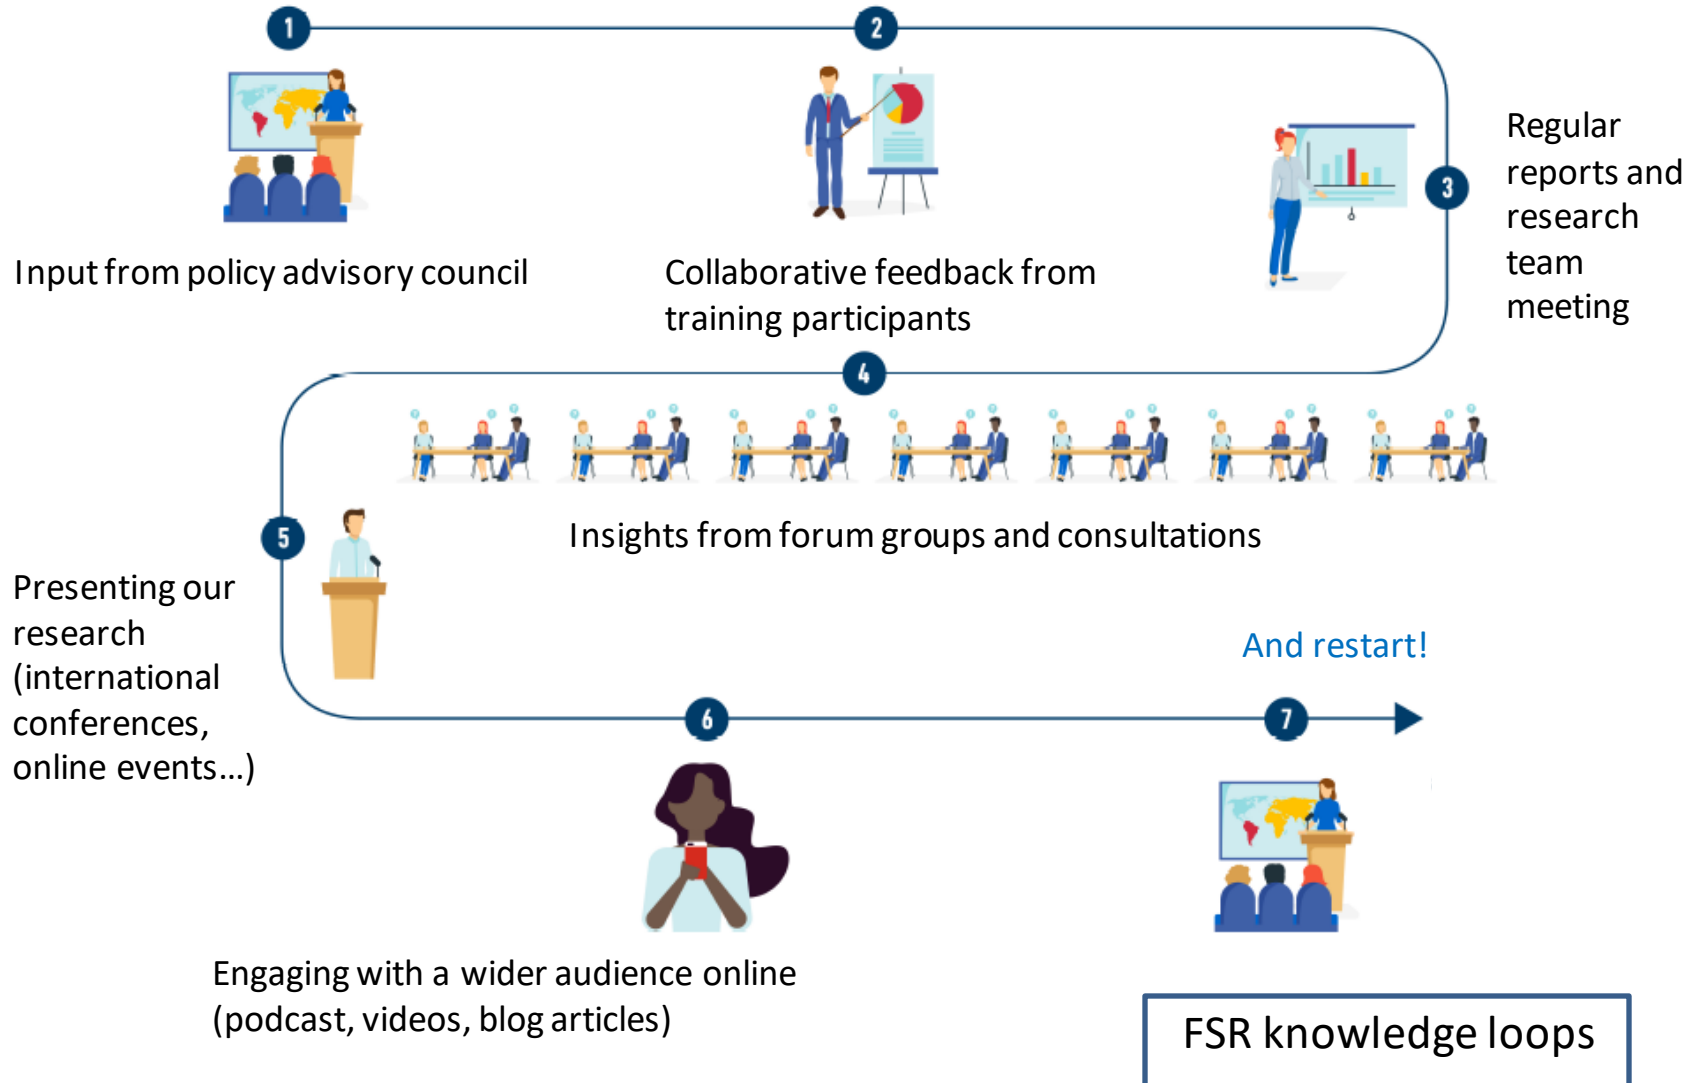 1
2
Input from policy advisory council
Collaborative feedback from
training participants
3
Regular
reports and
research
team
meeting
4
Insights from forum groups and consultations
5
Presenting our
research
(international
conferences,
online events…)
And restart!
6
7
Engaging with a wider audience online
(podcast, videos, blog articles)
FSR knowledge loops